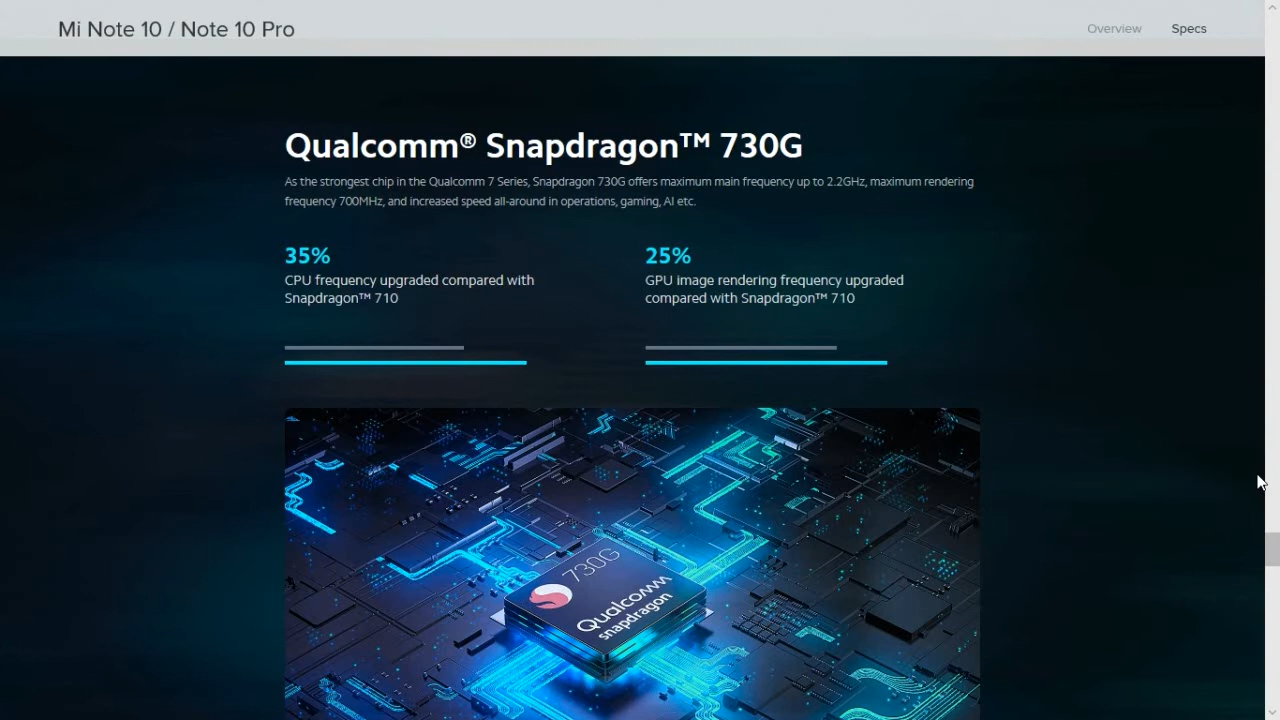 Mi Note 10 / Note 10 Pro
Overview
Specs
Qualcomm® Snapdragon™ 730G
As the strongest chip in the Qualcomm 7 Series, Snapdragon 730G offers maximum main frequency up to 2.2GHz, maximum rendering
frequency 700MHz, and increased speed all-around in operations, gaming, AI etc.
35%
CPU frequency upgraded compared with
Snapdragon™ 710
25%
GPU image rendering frequency upgraded
compared with Snapdragon™ 710
730G
Qualcomm
snapdragon